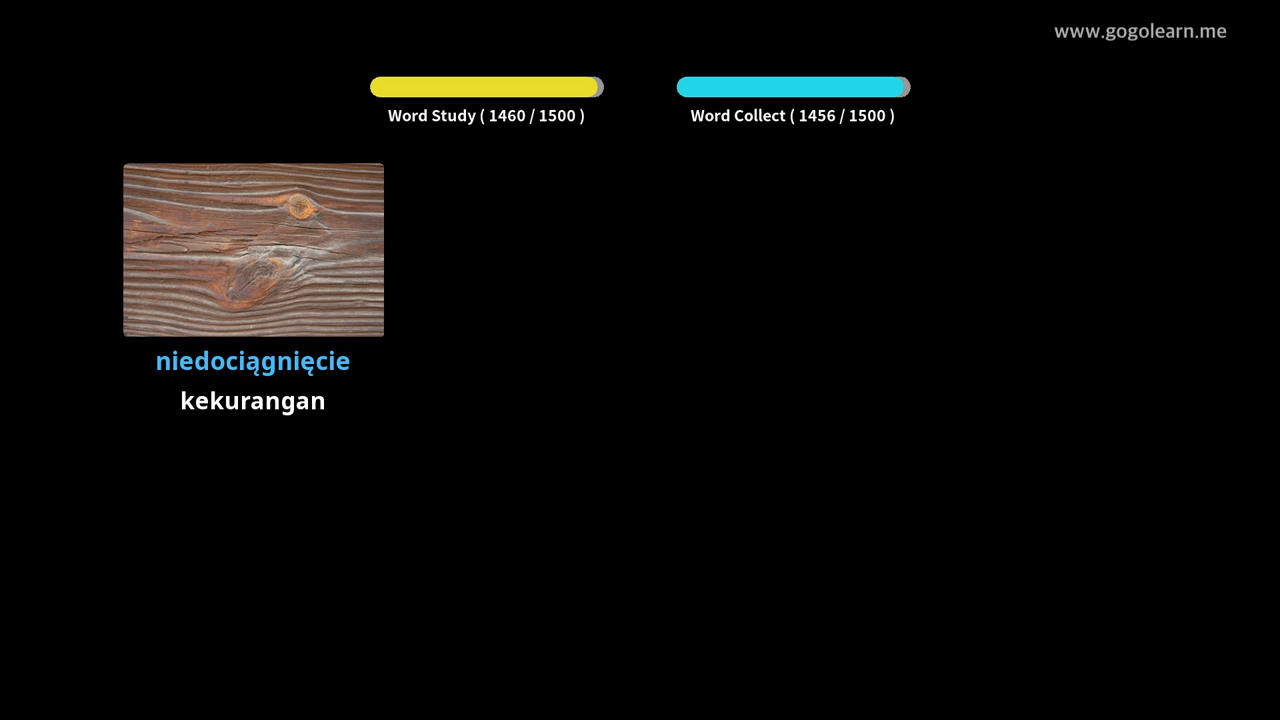 www.gogolearn.me
Word Study ( 1460 / 1500 )
Word Collect ( 1456 / 1500 )
niedociągnięcie
kekurangan